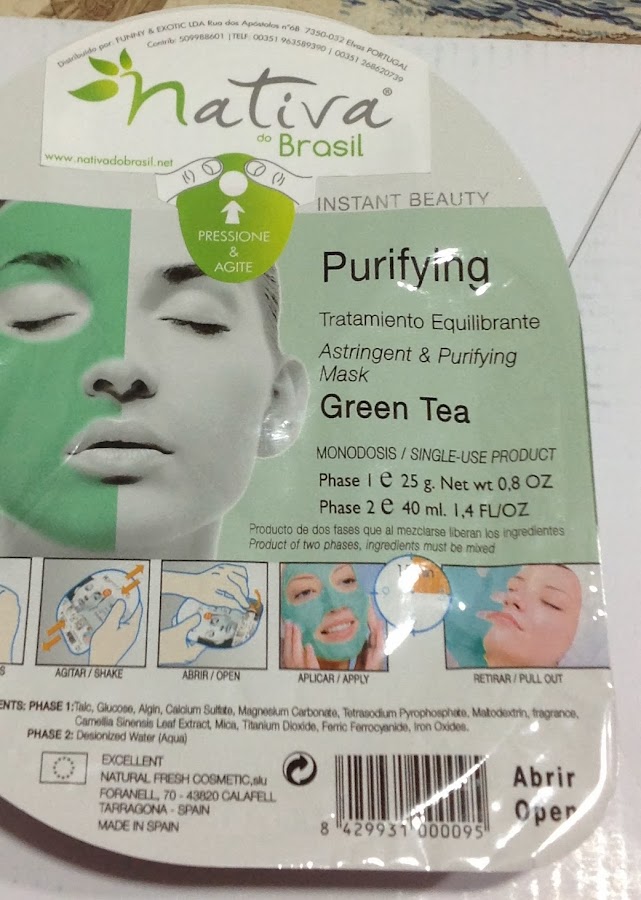 Distribuido por: FUNNY & EXOTIC LDA Rua dos Apóstolos nº6B 7350-032 Elvas PORTUGAL
Contrib: 509988601 | TELF: 00351 963589390 | 00351 268620739
nativa®
do Brasil
www.nativadobrasil.net
PRESSIONE
&
AGITE
INSTANT BEAUTY
Purifying
Tratamiento Equilibrante
Astringent & Purifying
Mask
Green Tea
MONODOSIS / SINGLE-USE PRODUCT
Phase 1 e 25 g. Net wt 0,8 OZ
Phase 2 e 40 ml. 1,4 FL/OZ
Producto de dos fases que al mezclarse liberan los ingredientes
Product of two phases, ingredients must be mixed
S AGITAR / SHAKE ABRIR / OPEN APLICAR / APPLY RETIRAR / PULL OUT
ENTS: PHASE 1: Talc, Glucose, Algin, Calcium Sulfate, Magnesium Carbonate, Tetrasodium Pyrophosphate, Maltodextrin, fragrance,
Camellia Sinensis Leaf Extract, Mica, Titanium Dioxide, Ferric Ferrocyanide, Iron Oxides.
PHASE 2: Desionized Water (Aqua)
EXCELLENT
NATURAL FRESH COSMETIC,slu
FORANELL, 70 - 43820 CALAFELL
TARRAGONA - SPAIN
MADE IN SPAIN
8 429931 000095
Abrir
Open